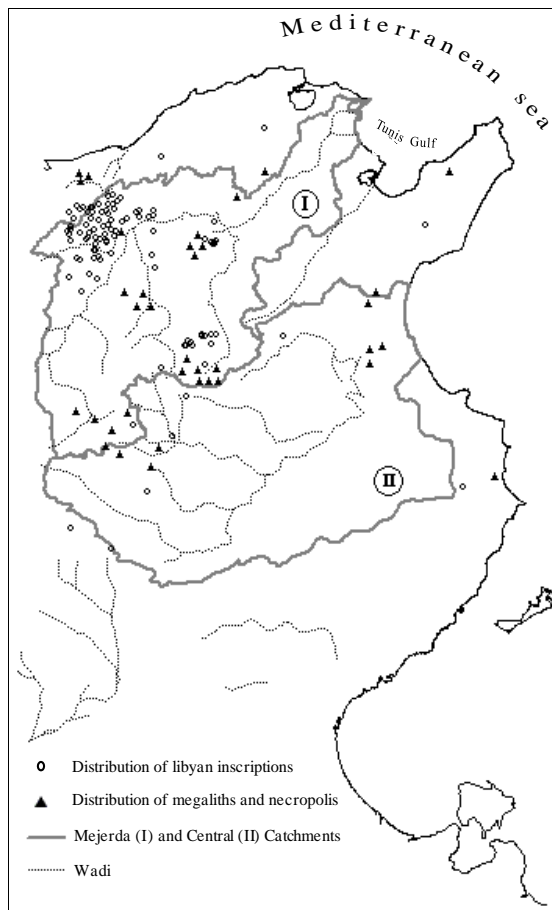 Mediterranean sea
Tunis Gulf
I
II
Distribution of libyan inscriptions
Distribution of megaliths and necropolis
Mejerda (I) and Central (II) Catchments
Wadi